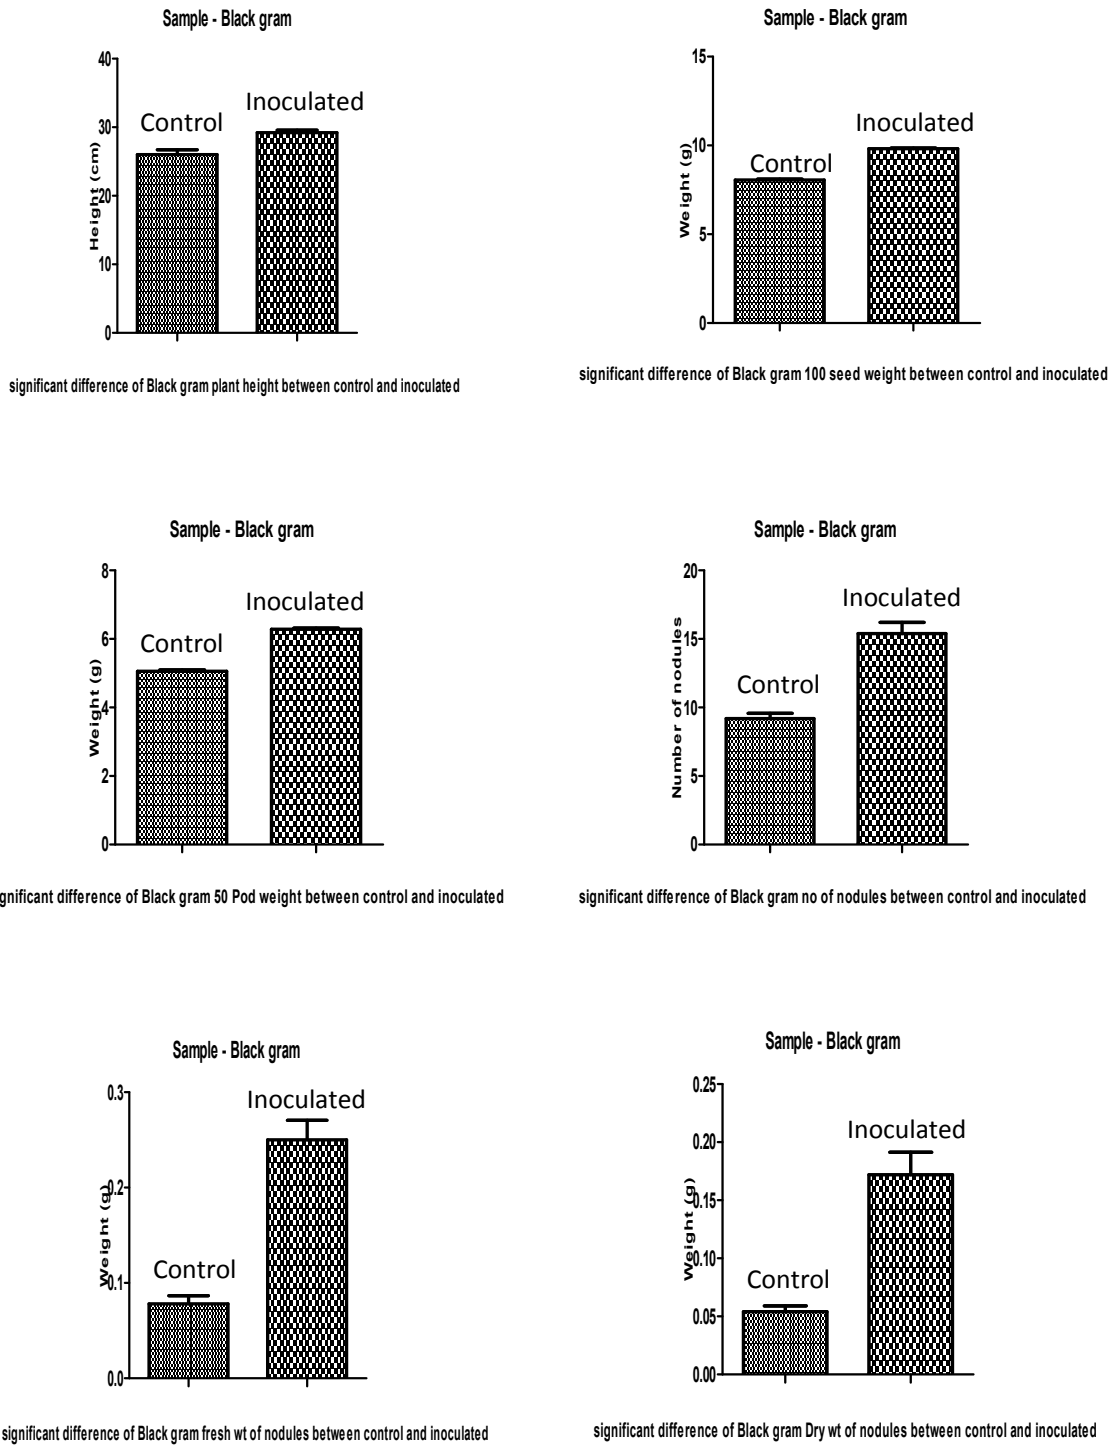 Sample - Black gram
40
30
20
10
0
Height (cm)
Control
Inoculated
significant difference of Black gram plant height between control and inoculated
Sample - Black gram
15
10
5
0
Weight (g)
Control
Inoculated
significant difference of Black gram 100 seed weight between control and inoculated
Sample - Black gram
8
6
4
2
0
Weight (g)
Control
Inoculated
gnificant difference of Black gram 50 Pod weight between control and inoculated
Sample - Black gram
20
15
10
5
0
Number of nodules
Control
Inoculated
significant difference of Black gram no of nodules between control and inoculated
Sample - Black gram
0.3
0.2
0.1
0.0
Weight (g)
Control
Inoculated
significant difference of Black gram fresh wt of nodules between control and inoculated
Sample - Black gram
0.25
0.20
0.15
0.10
0.05
0.00
Weight (g)
Control
Inoculated
significant difference of Black gram Dry wt of nodules between control and inoculated